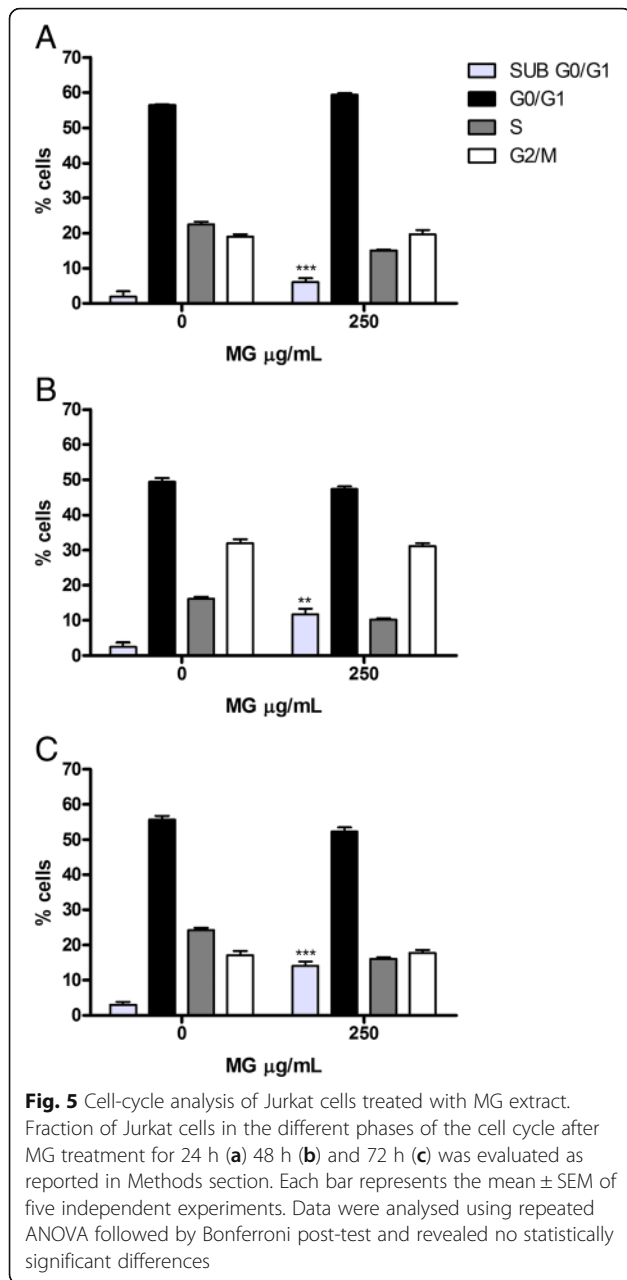 A
SUB G0/G1
G0/G1
S
G2/M
70
60
50
40
30
20
10
0
% cells
***
0
250
MG µg/mL
B
70
60
50
40
30
20
10
0
% cells
**
0
250
MG µg/mL
C
70
60
50
40
30
20
10
0
% cells
***
0
250
MG µg/mL
Fig. 5 Cell-cycle analysis of Jurkat cells treated with MG extract.
Fraction of Jurkat cells in the different phases of the cell cycle after
MG treatment for 24 h (a) 48 h (b) and 72 h (c) was evaluated as
reported in Methods section. Each bar represents the mean ± SEM of
five independent experiments. Data were analysed using repeated
ANOVA followed by Bonferroni post-test and revealed no statistically
significant differences